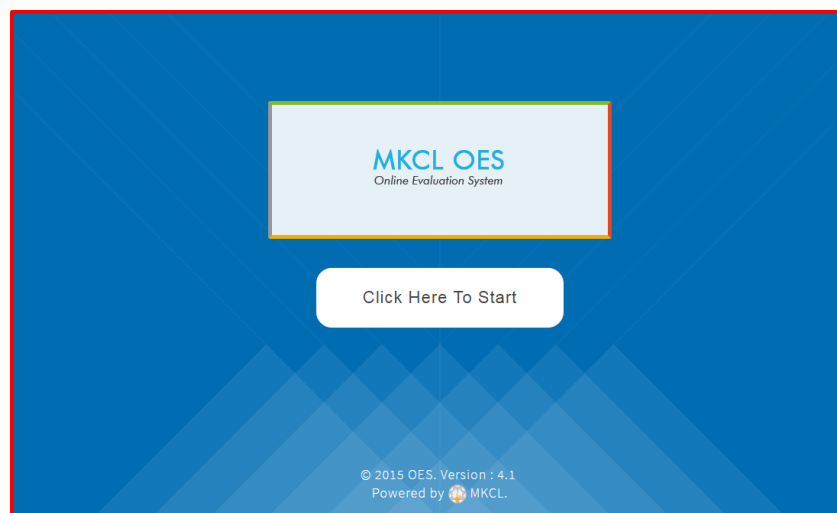 MKCL OES
Online Evaluation System
Click Here To Start
© 2015 OES. Version : 4.1
Powered by MKCL.